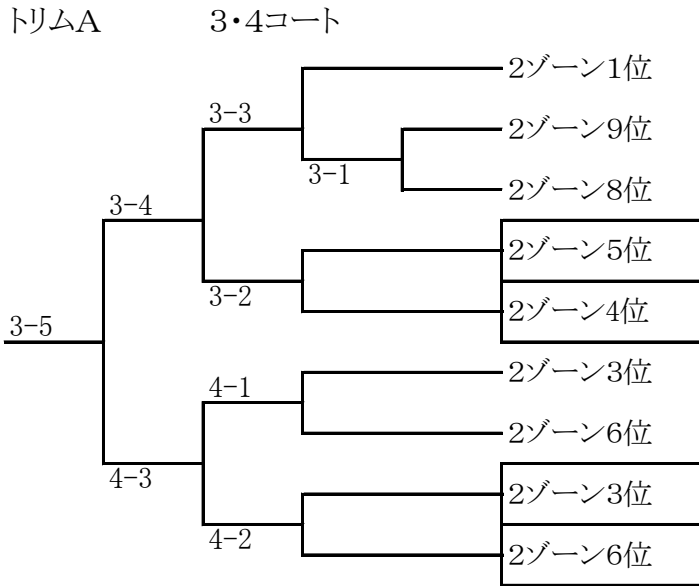 トリムA　3・4コート
2ゾーン1位
3-3
2ゾーン9位
3-1
2ゾーン8位
3-4
2ゾーン5位
3-2
2ゾーン4位
3-5
2ゾーン3位
4-1
2ゾーン6位
4-3
2ゾーン3位
4-2
2ゾーン6位